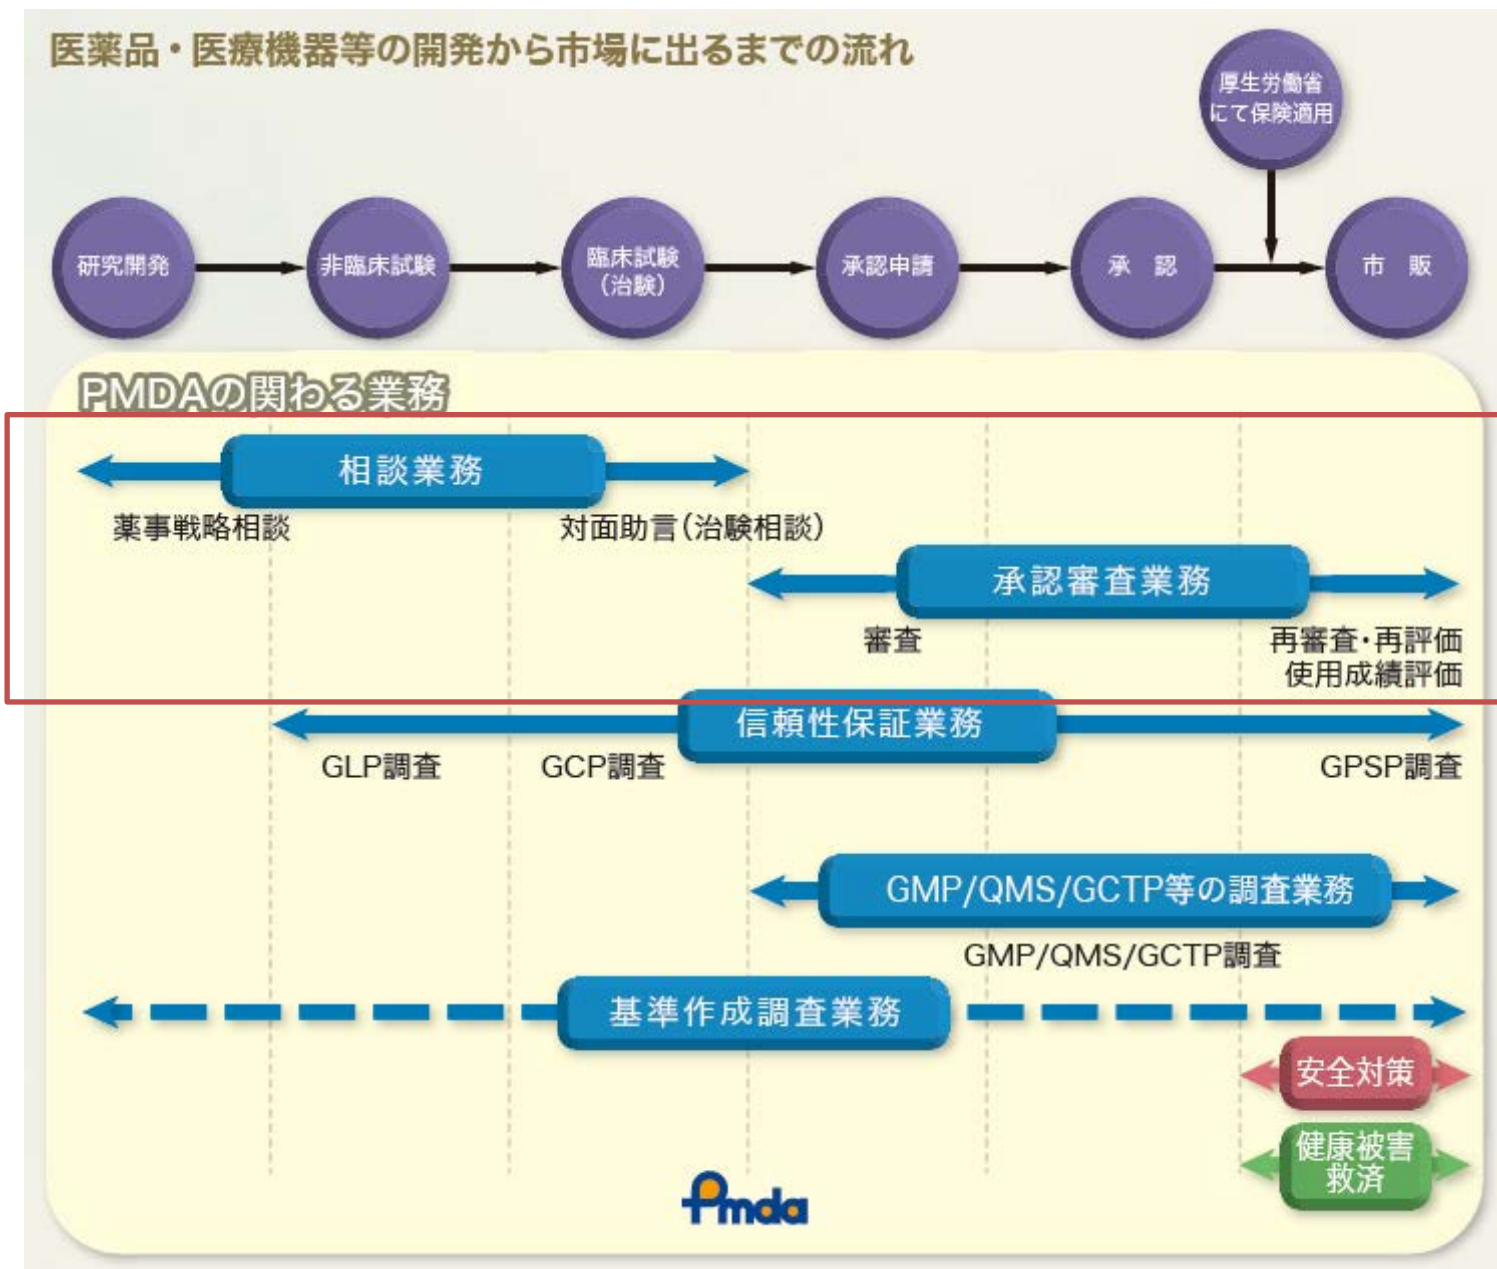 医薬品・医療機器等の開発から市場に出るまでの流れ
厚生労働省
にて保険適用
研究開発
非臨床試験
臨床試験
（治験）
承認申請
承 認
市 販
PMDAの関わる業務
相談業務
薬事戦略相談
対面助言（治験相談）
承認審査業務
審査
再審査・再評価
使用成績評価
信頼性保証業務
GLP調査
GCP調査
GPSP調査
GMP/QMS/GCTP等の調査業務
GMP/QMS/GCTP調査
基準作成調査業務
安全対策
健康被害
救済
Pmda